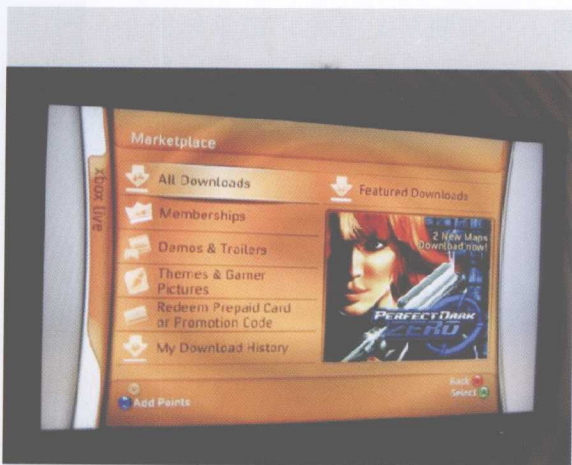 Marketplace
xbox live
All Downloads
Memberships
Demos & Trailers
Themes & Gamer
Pictures
Redeem Prepaid Card
or Promotion Code
My Download History
Featured Downloads
2 New Maps
Download now!
PERFECT DARK
ZERO
Add Points
Back
Select